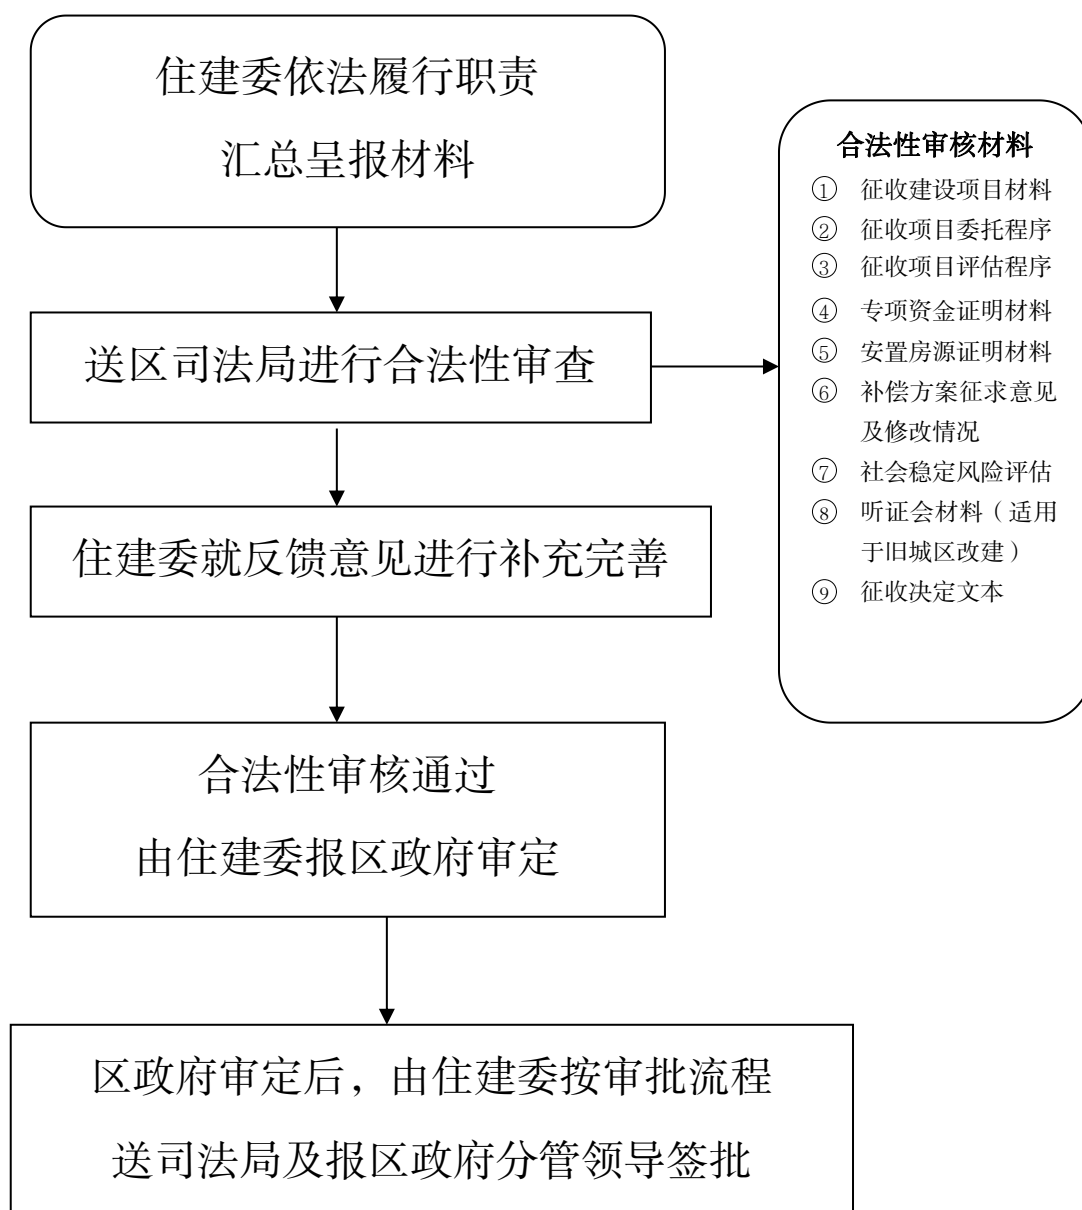 住建委依法履行职责
汇总呈报材料
送区司法局进行合法性审查
住建委就反馈意见进行补充完善
合法性审核通过
由住建委报区政府审定
区政府审定后，由住建委按审批流程
送司法局及报区政府分管领导签批
合法性审核材料
① 征收建设项目材料
② 征收项目委托程序
③ 征收项目评估程序
④ 专项资金证明材料
⑤ 安置房源证明材料
⑥ 补偿方案征求意见
及修改情况
⑦ 社会稳定风险评估
⑧ 听证会材料（适用
于旧城区改建）
⑨ 征收决定文本